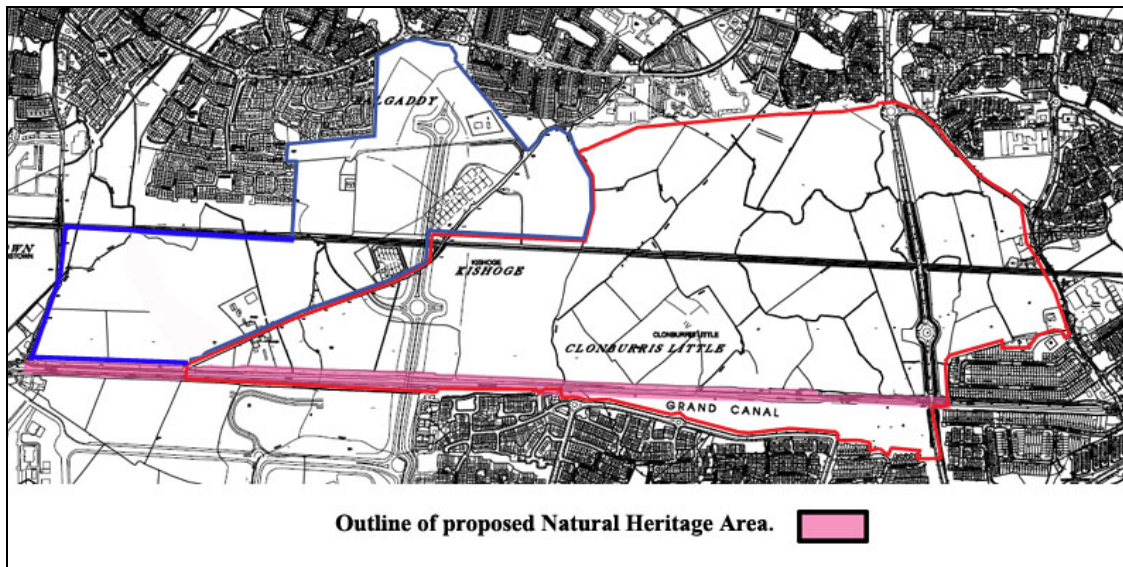 BALGADDY
KISHOGE
KISHOGE
CLONBURRIS LITTLE
CLONBURRIS LITTLE
GRAND CANAL
Outline of proposed Natural Heritage Area.